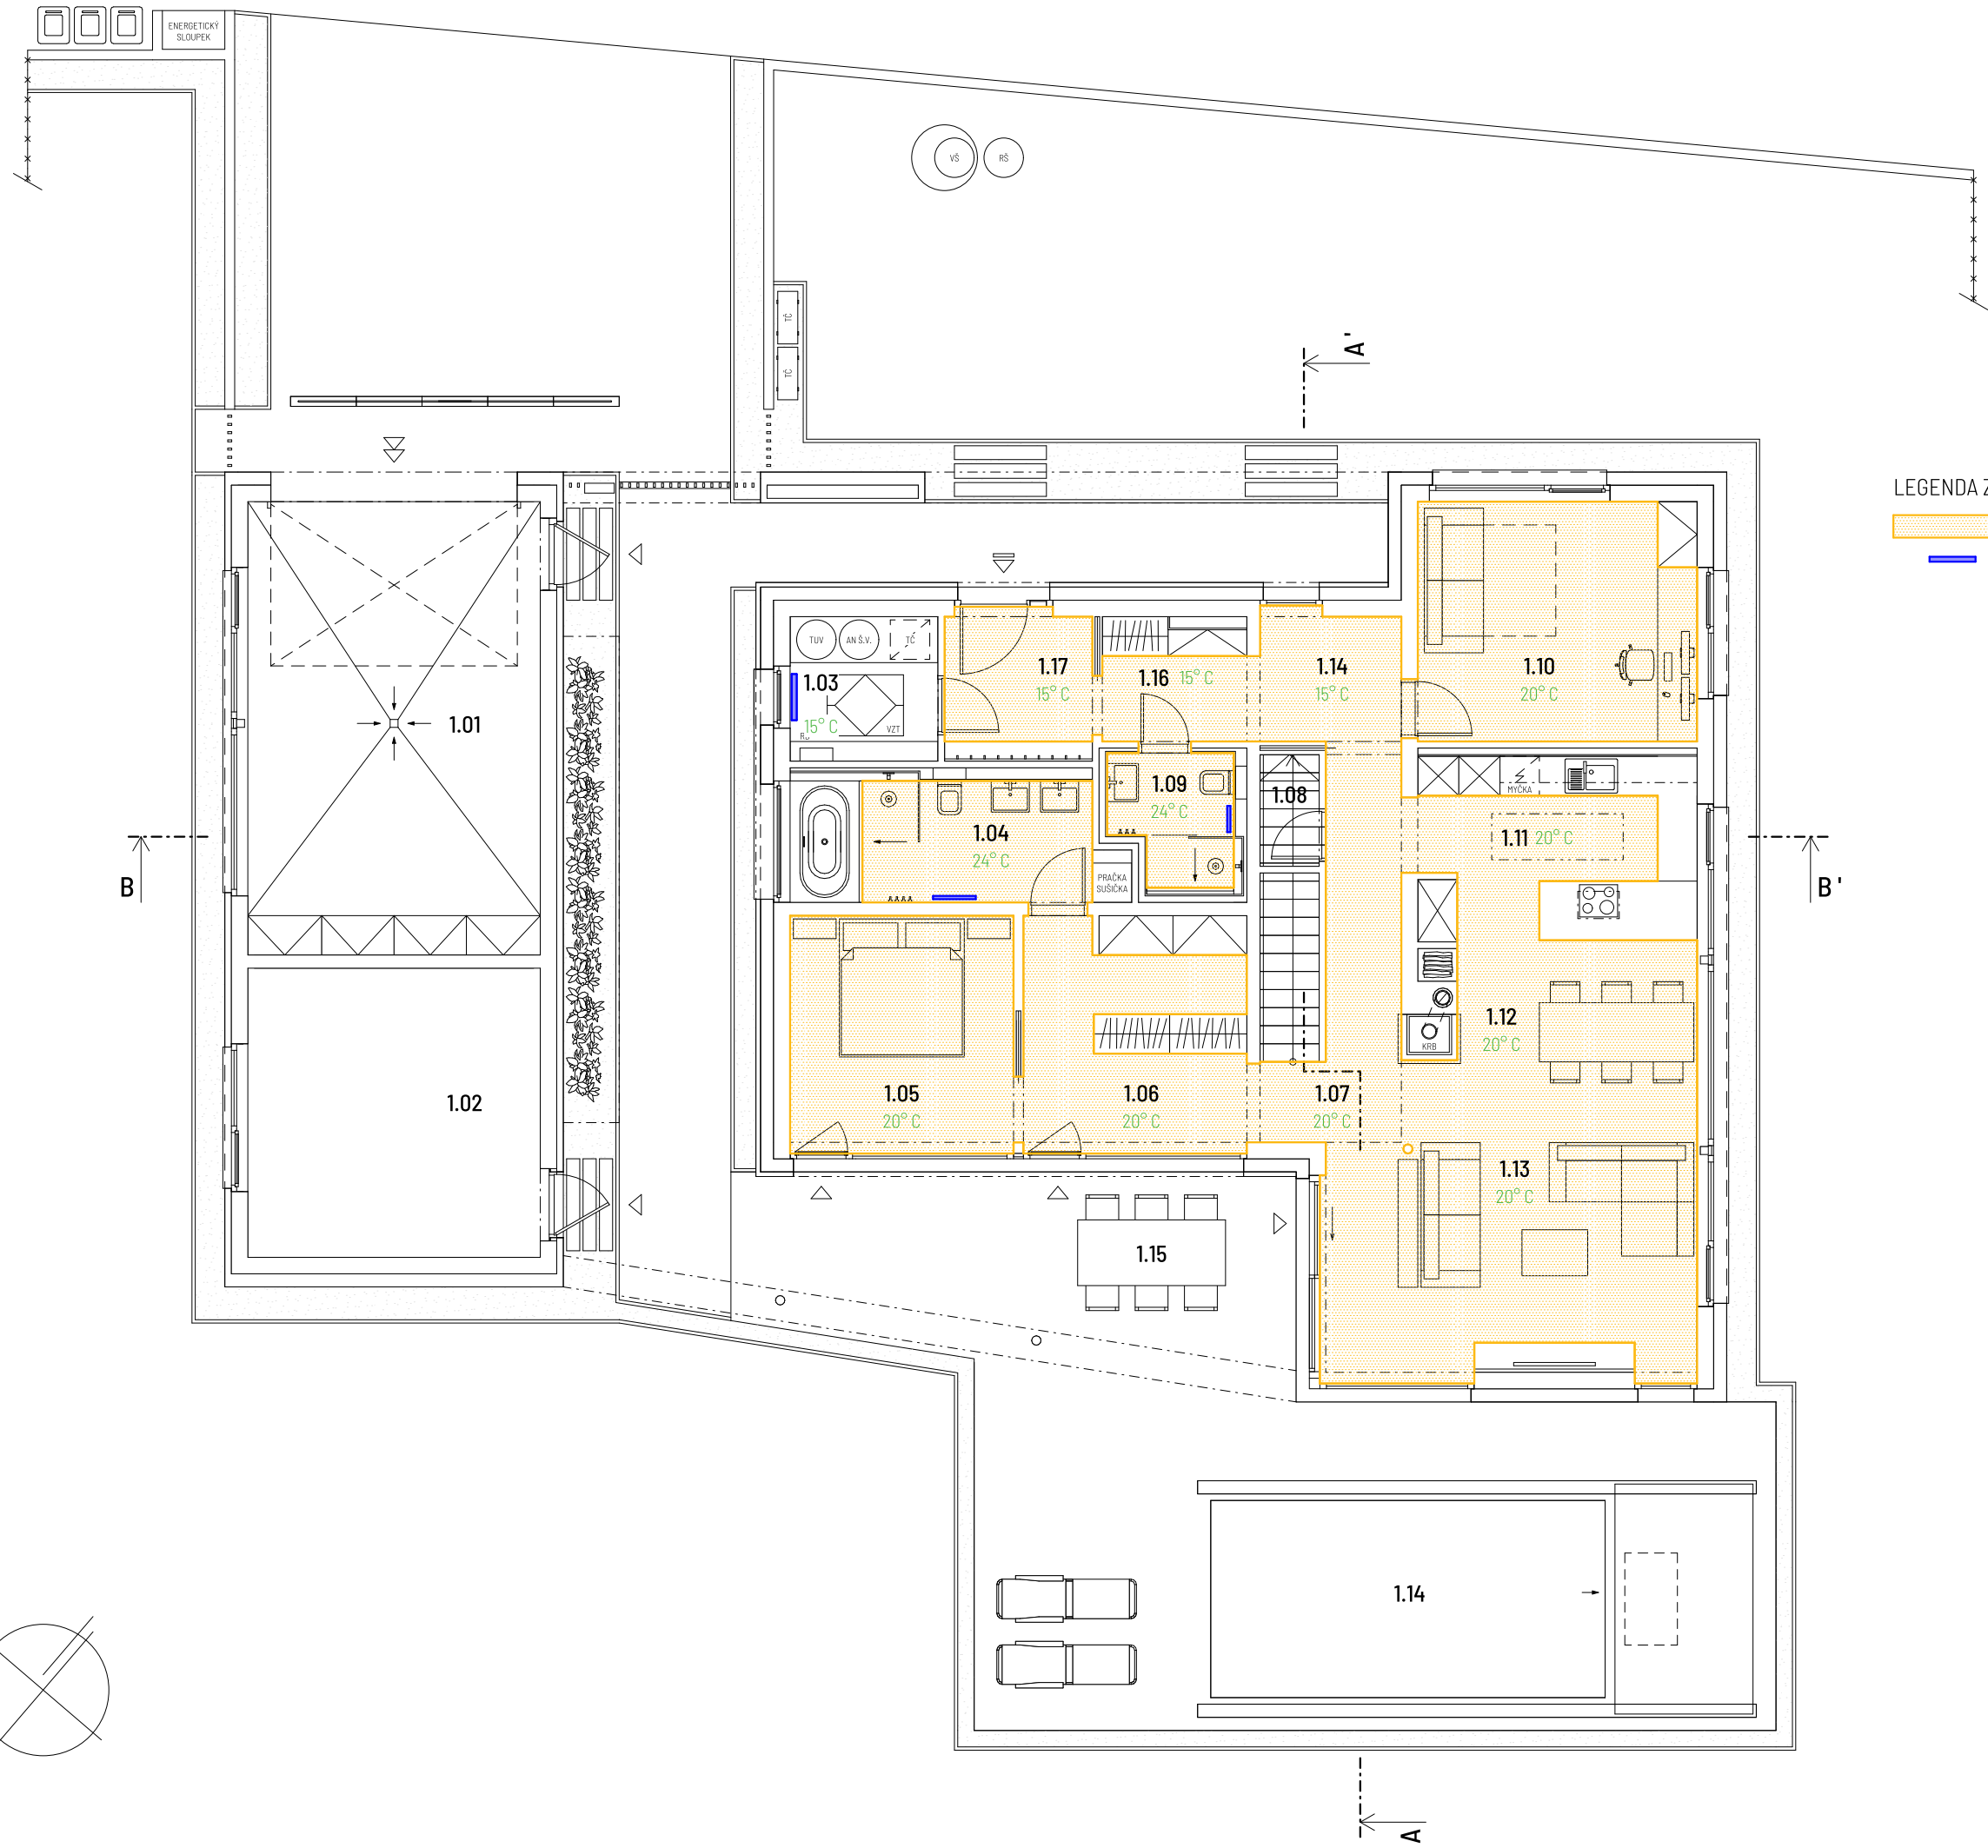 ENERGETICKÝ
SLOUPEK
VŠ
RŠ
TČ
TČ
A'
LEGENDA
TUV
AN Š.V.
TČ
1.17
15° C
1.16 15° C
1.14
15° C
1.10
20° C
1.03
15° C
VZT
1.01
1.09
24° C
1.08
MYČKA
1.04
24° C
1.11 20° C
PRAČKA
SUŠIČKA
B
B'
1.12
20° C
KRB
1.02
1.05
20° C
1.06
20° C
1.07
20° C
1.13
20° C
1.15
1.14
A